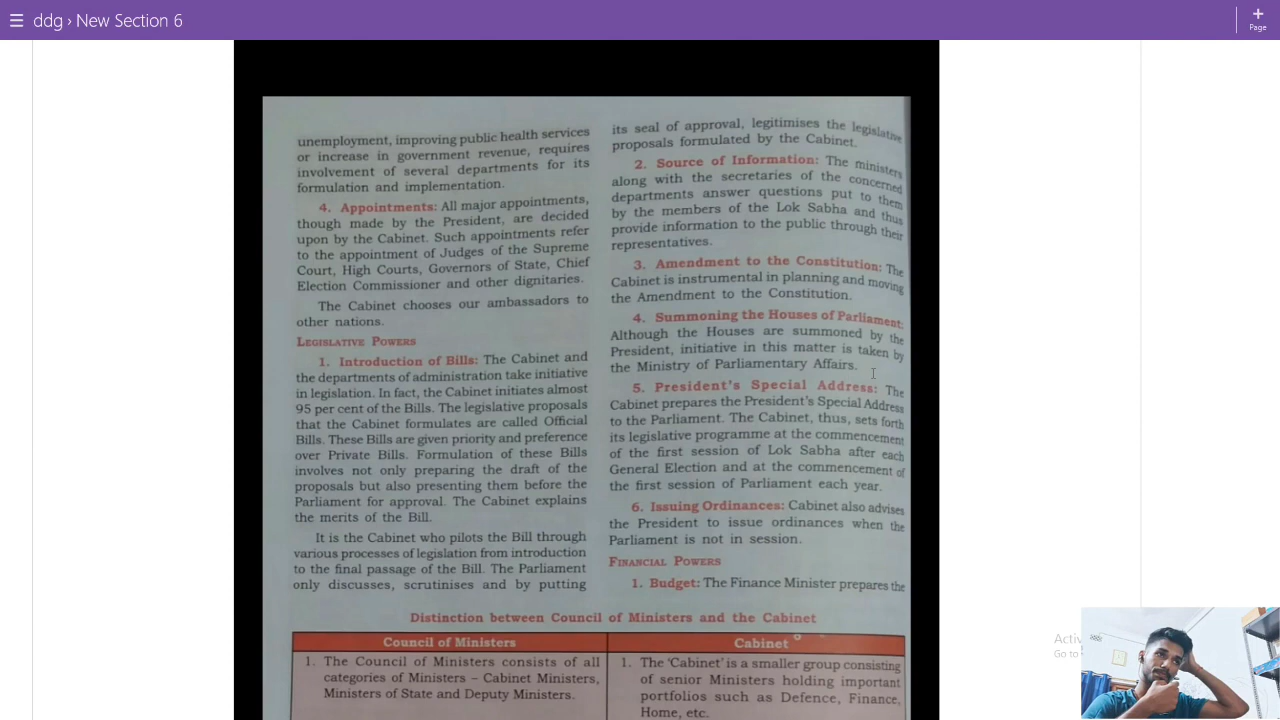 ddg › New Section 6
Page
unemployment, improving public health services
or increase in government revenue, requires
involvement of several departments for its
formulation and implementation.
4. Appointments: All major appointments,
though made by the President, are decided
upon by the Cabinet. Such appointments refer
to the appointment of Judges of the Supreme
Court, High Courts, Governors of State, Chief
Election Commissioner and other dignitaries.
The Cabinet chooses our ambassadors to
other nations.
LEGISLATIVE POWERS
1. Introduction of Bills: The Cabinet and
the departments of administration take initiative
in legislation. In fact, the Cabinet initiates almost
95 per cent of the Bills. The legislative proposals
that the Cabinet formulates are called Official
Bills. These Bills are given priority and preference
over Private Bills. Formulation of these Bills
involves not only preparing the draft of the
proposals but also presenting them before the
Parliament for approval. The Cabinet explains
the merits of the Bill.
It is the Cabinet who pilots the Bill through
various processes of legislation from introduction
to the final passage of the Bill. The Parliament
only discusses, scrutinises and by putting
its seal of approval, legitimises the legislative
proposals formulated by the Cabinet.
2. Source of Information: The ministers
along with the secretaries of the concerned
departments answer questions put to them
by the members of the Lok Sabha and thus
provide information to the public through their
representatives.
3. Amendment to the Constitution: The
Cabinet is instrumental in planning and moving
the Amendment to the Constitution.
4. Summoning the Houses of Parliament:
Although the Houses are summoned by the
President, initiative in this matter is taken by
the Ministry of Parliamentary Affairs.
5. President's Special Address: The
Cabinet prepares the President's Special Address
to the Parliament. The Cabinet, thus, sets forth
its legislative programme at the commencement
of the first session of Lok Sabha after each
General Election and at the commencement of
the first session of Parliament each year.
6. Issuing Ordinances: Cabinet also advises
the President to issue ordinances when the
Parliament is not in session.
FINANCIAL POWERS
1. Budget: The Finance Minister prepares the
Distinction between Council of Ministers and the Cabinet
Council of Ministers
1. The Council of Ministers consists of all
categories of Ministers – Cabinet Ministers,
Ministers of State and Deputy Ministers.
Cabinet
1. The 'Cabinet' is a smaller group consisting
of senior Ministers holding important
portfolios such as Defence, Finance,
Home, etc.
Go to